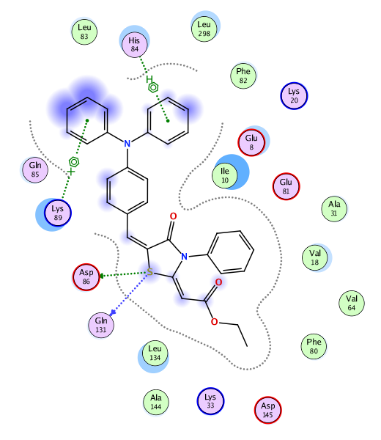 Leu
83
His
84
Leu
298
Phe
82
Lys
20
H
N
Glu
8
Gln
85
Ile
10
Glu
81
Lys
89
+
Ala
31
O
N
Val
18
Asp
86
S
O
Gln
131
O
Val
64
Leu
134
Phe
80
Ala
144
Lys
33
Asp
145